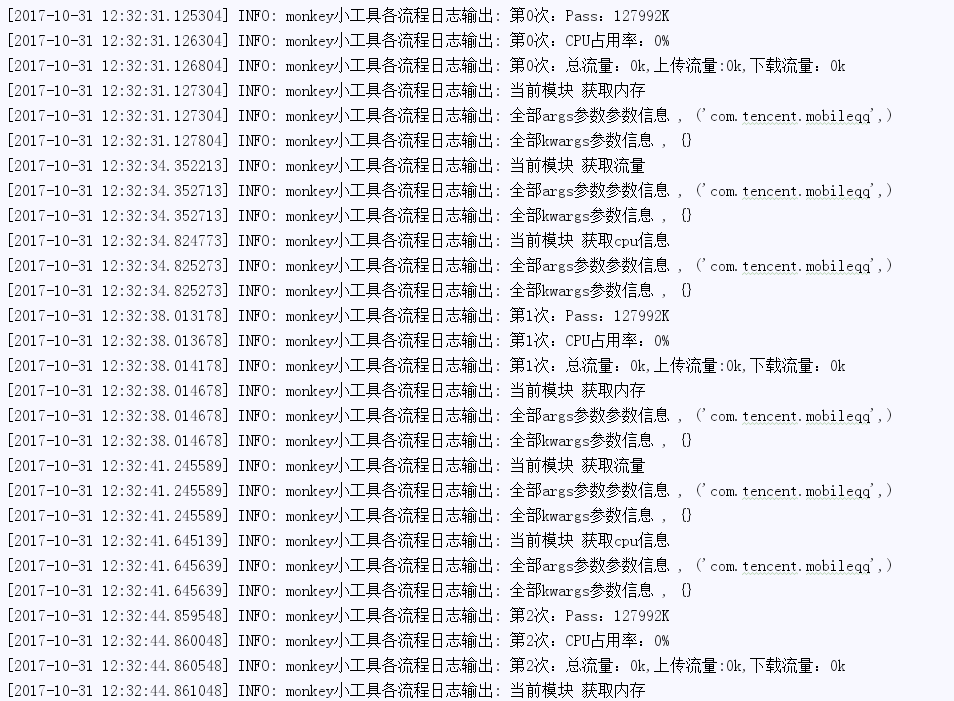 [2017-10-31 12:32:31.125304] INFO: monkey小工具各流程日志输出: 第0次：Pass：127992K
[2017-10-31 12:32:31.126304] INFO: monkey小工具各流程日志输出: 第0次：CPU占用率：0%
[2017-10-31 12:32:31.126804] INFO: monkey小工具各流程日志输出: 第0次：总流量：0k,上传流量:0k,下载流量：0k
[2017-10-31 12:32:31.127304] INFO: monkey小工具各流程日志输出: 当前模块 获取内存
[2017-10-31 12:32:31.127304] INFO: monkey小工具各流程日志输出: 全部args参数参数信息 , ('com.tencent.mobileqq',)
[2017-10-31 12:32:31.127804] INFO: monkey小工具各流程日志输出: 全部kwargs参数信息 , {}
[2017-10-31 12:32:34.352213] INFO: monkey小工具各流程日志输出: 当前模块 获取流量
[2017-10-31 12:32:34.352713] INFO: monkey小工具各流程日志输出: 全部args参数参数信息 , ('com.tencent.mobileqq',)
[2017-10-31 12:32:34.352713] INFO: monkey小工具各流程日志输出: 全部kwargs参数信息 , {}
[2017-10-31 12:32:34.824773] INFO: monkey小工具各流程日志输出: 当前模块 获取cpu信息
[2017-10-31 12:32:34.825273] INFO: monkey小工具各流程日志输出: 全部args参数参数信息 , ('com.tencent.mobileqq',)
[2017-10-31 12:32:34.825273] INFO: monkey小工具各流程日志输出: 全部kwargs参数信息 , {}
[2017-10-31 12:32:38.013178] INFO: monkey小工具各流程日志输出: 第1次：Pass：127992K
[2017-10-31 12:32:38.013678] INFO: monkey小工具各流程日志输出: 第1次：CPU占用率：0%
[2017-10-31 12:32:38.014178] INFO: monkey小工具各流程日志输出: 第1次：总流量：0k,上传流量:0k,下载流量：0k
[2017-10-31 12:32:38.014678] INFO: monkey小工具各流程日志输出: 当前模块 获取内存
[2017-10-31 12:32:38.014678] INFO: monkey小工具各流程日志输出: 全部args参数参数信息 , ('com.tencent.mobileqq',)
[2017-10-31 12:32:38.014678] INFO: monkey小工具各流程日志输出: 全部kwargs参数信息 , {}
[2017-10-31 12:32:41.245589] INFO: monkey小工具各流程日志输出: 当前模块 获取流量
[2017-10-31 12:32:41.245589] INFO: monkey小工具各流程日志输出: 全部args参数参数信息 , ('com.tencent.mobileqq',)
[2017-10-31 12:32:41.245589] INFO: monkey小工具各流程日志输出: 全部kwargs参数信息 , {}
[2017-10-31 12:32:41.645139] INFO: monkey小工具各流程日志输出: 当前模块 获取cpu信息
[2017-10-31 12:32:41.645639] INFO: monkey小工具各流程日志输出: 全部args参数参数信息 , ('com.tencent.mobileqq',)
[2017-10-31 12:32:41.645639] INFO: monkey小工具各流程日志输出: 全部kwargs参数信息 , {}
[2017-10-31 12:32:44.859548] INFO: monkey小工具各流程日志输出: 第2次：Pass：127992K
[2017-10-31 12:32:44.860048] INFO: monkey小工具各流程日志输出: 第2次：CPU占用率：0%
[2017-10-31 12:32:44.860548] INFO: monkey小工具各流程日志输出: 第2次：总流量：0k,上传流量:0k,下载流量：0k
[2017-10-31 12:32:44.861048] INFO: monkey小工具各流程日志输出: 当前模块 获取内存